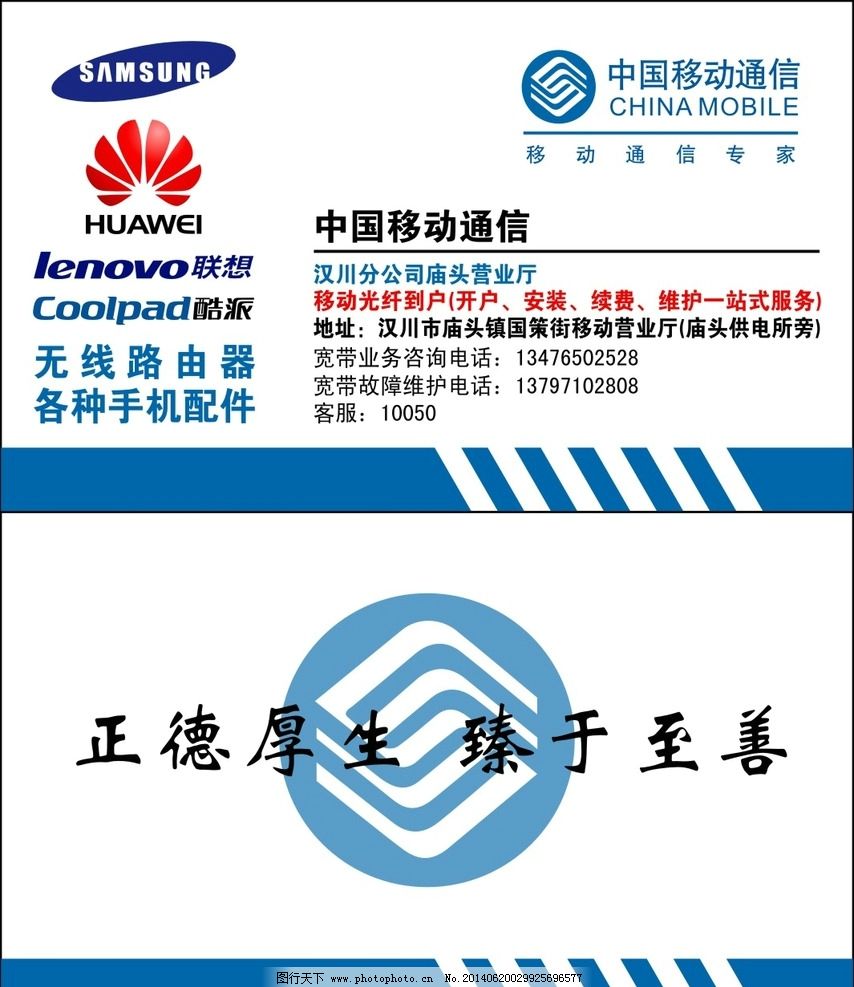 SAMSUNG
HUAWEI
lenovo联想
Coolpad酷派
无线路由器
各种手机配件
中国移动通信
CHINA MOBILE
移动通信专家
中国移动通信
汉川分公司庙头营业厅
移动光纤到户(开户、安装、续费、维护一站式服务)
地址：汉川市庙头镇国策街移动营业厅(庙头供电所旁)
宽带业务咨询电话：13476502528
宽带故障维护电话：13797102808
客服：10050
正德厚生 臻于至善
图行天下 www.photophoto.cn No.20140620029925696577